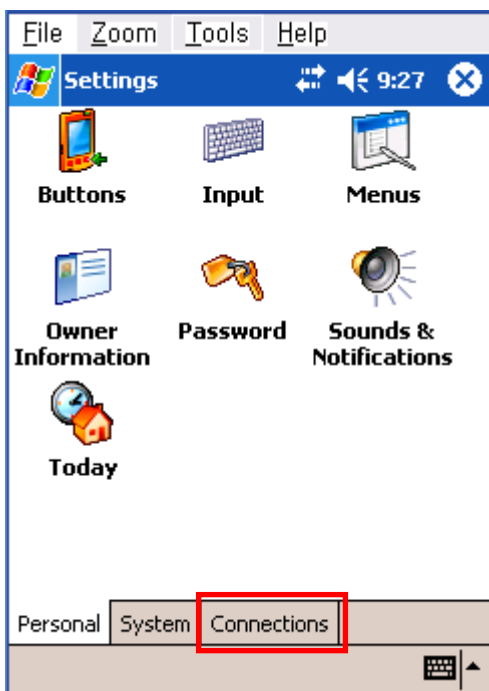 File Zoom Tools Help
Settings 9:27
Buttons Input Menus
Owner Information Password Sounds & Notifications
Today
Personal System Connections